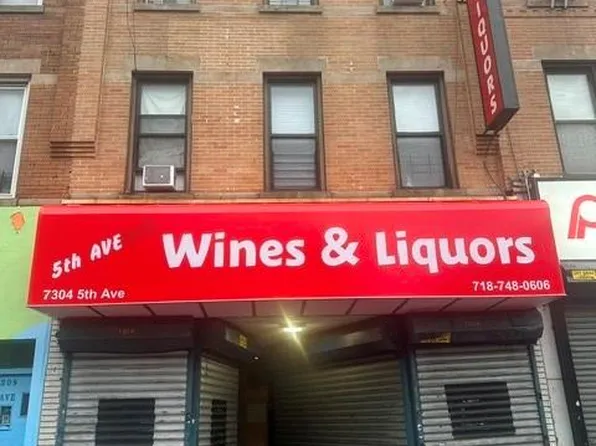 LIQUORS
5th AVE
Wines & Liquors
7304 5th Ave
718-748-0606